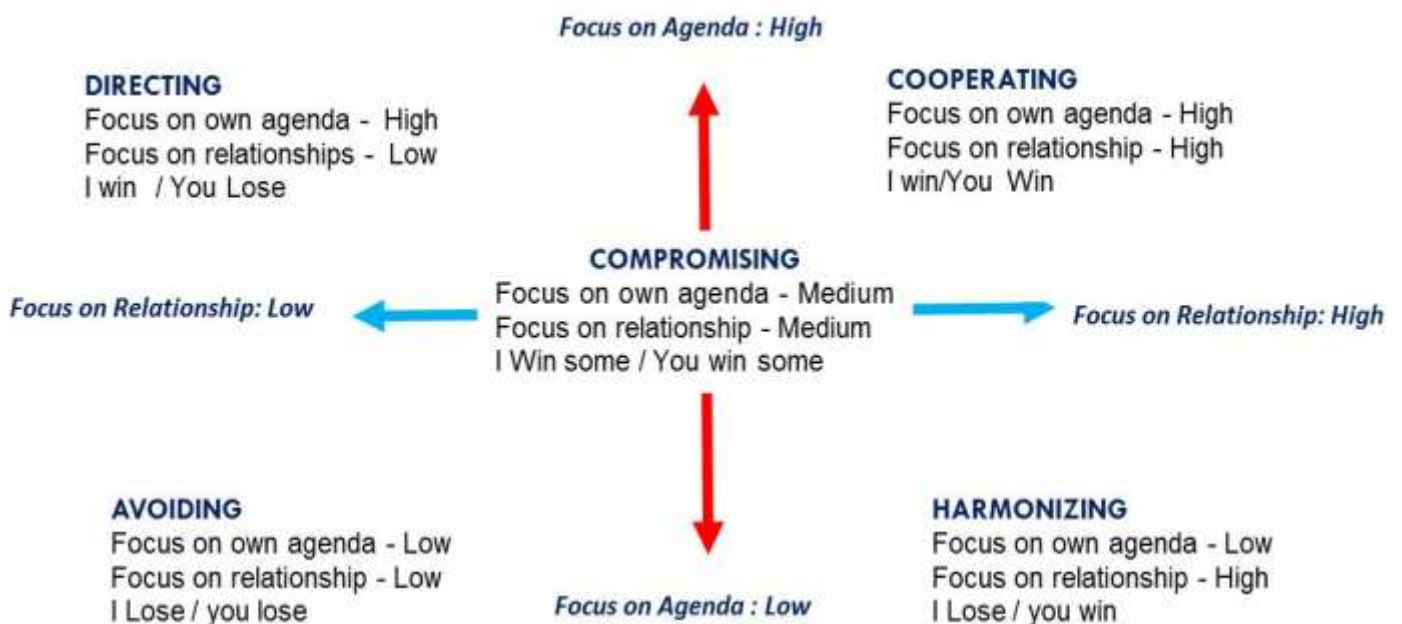 Focus on Agenda : High
DIRECTING
Focus on own agenda - High
Focus on relationships - Low
I win / You Lose
COOPERATING
Focus on own agenda - High
Focus on relationship - High
I win/You Win
COMPROMISING
Focus on own agenda - Medium
Focus on relationship - Medium
I Win some / You win some
Focus on Relationship: Low
Focus on Relationship: High
AVOIDING
Focus on own agenda - Low
Focus on relationship - Low
I Lose / you lose
Focus on Agenda : Low
HARMONIZING
Focus on own agenda - Low
Focus on relationship - High
I Lose / you win